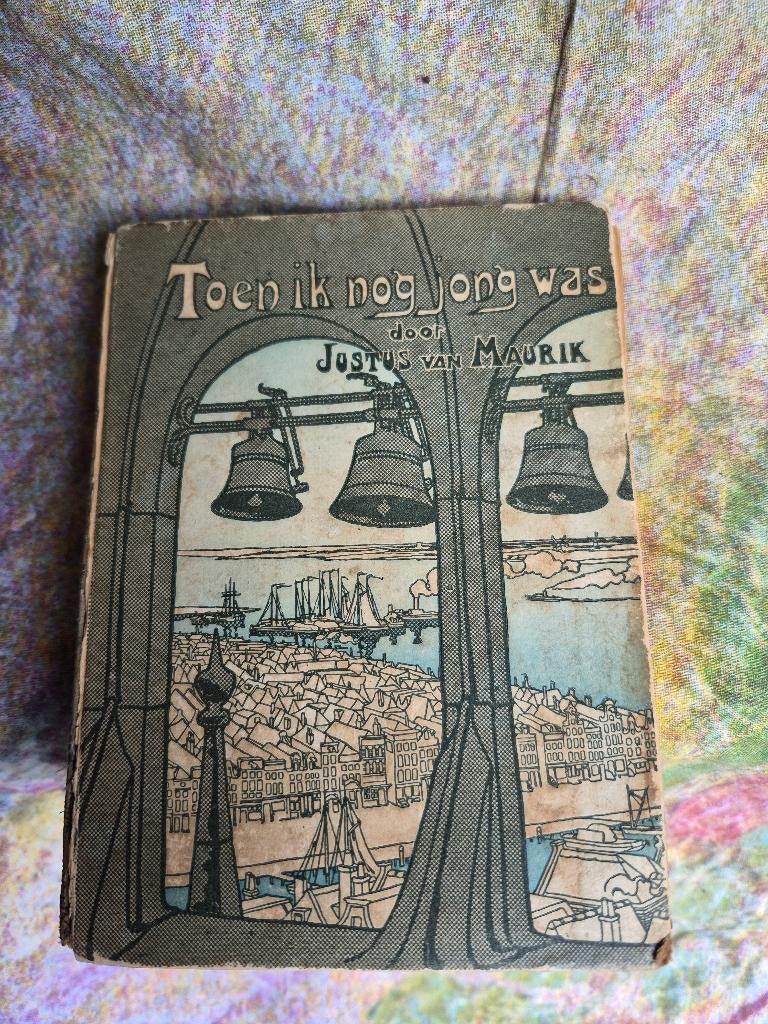 Toen ik nog jong was
door
JUSTUS VAN MAURIK